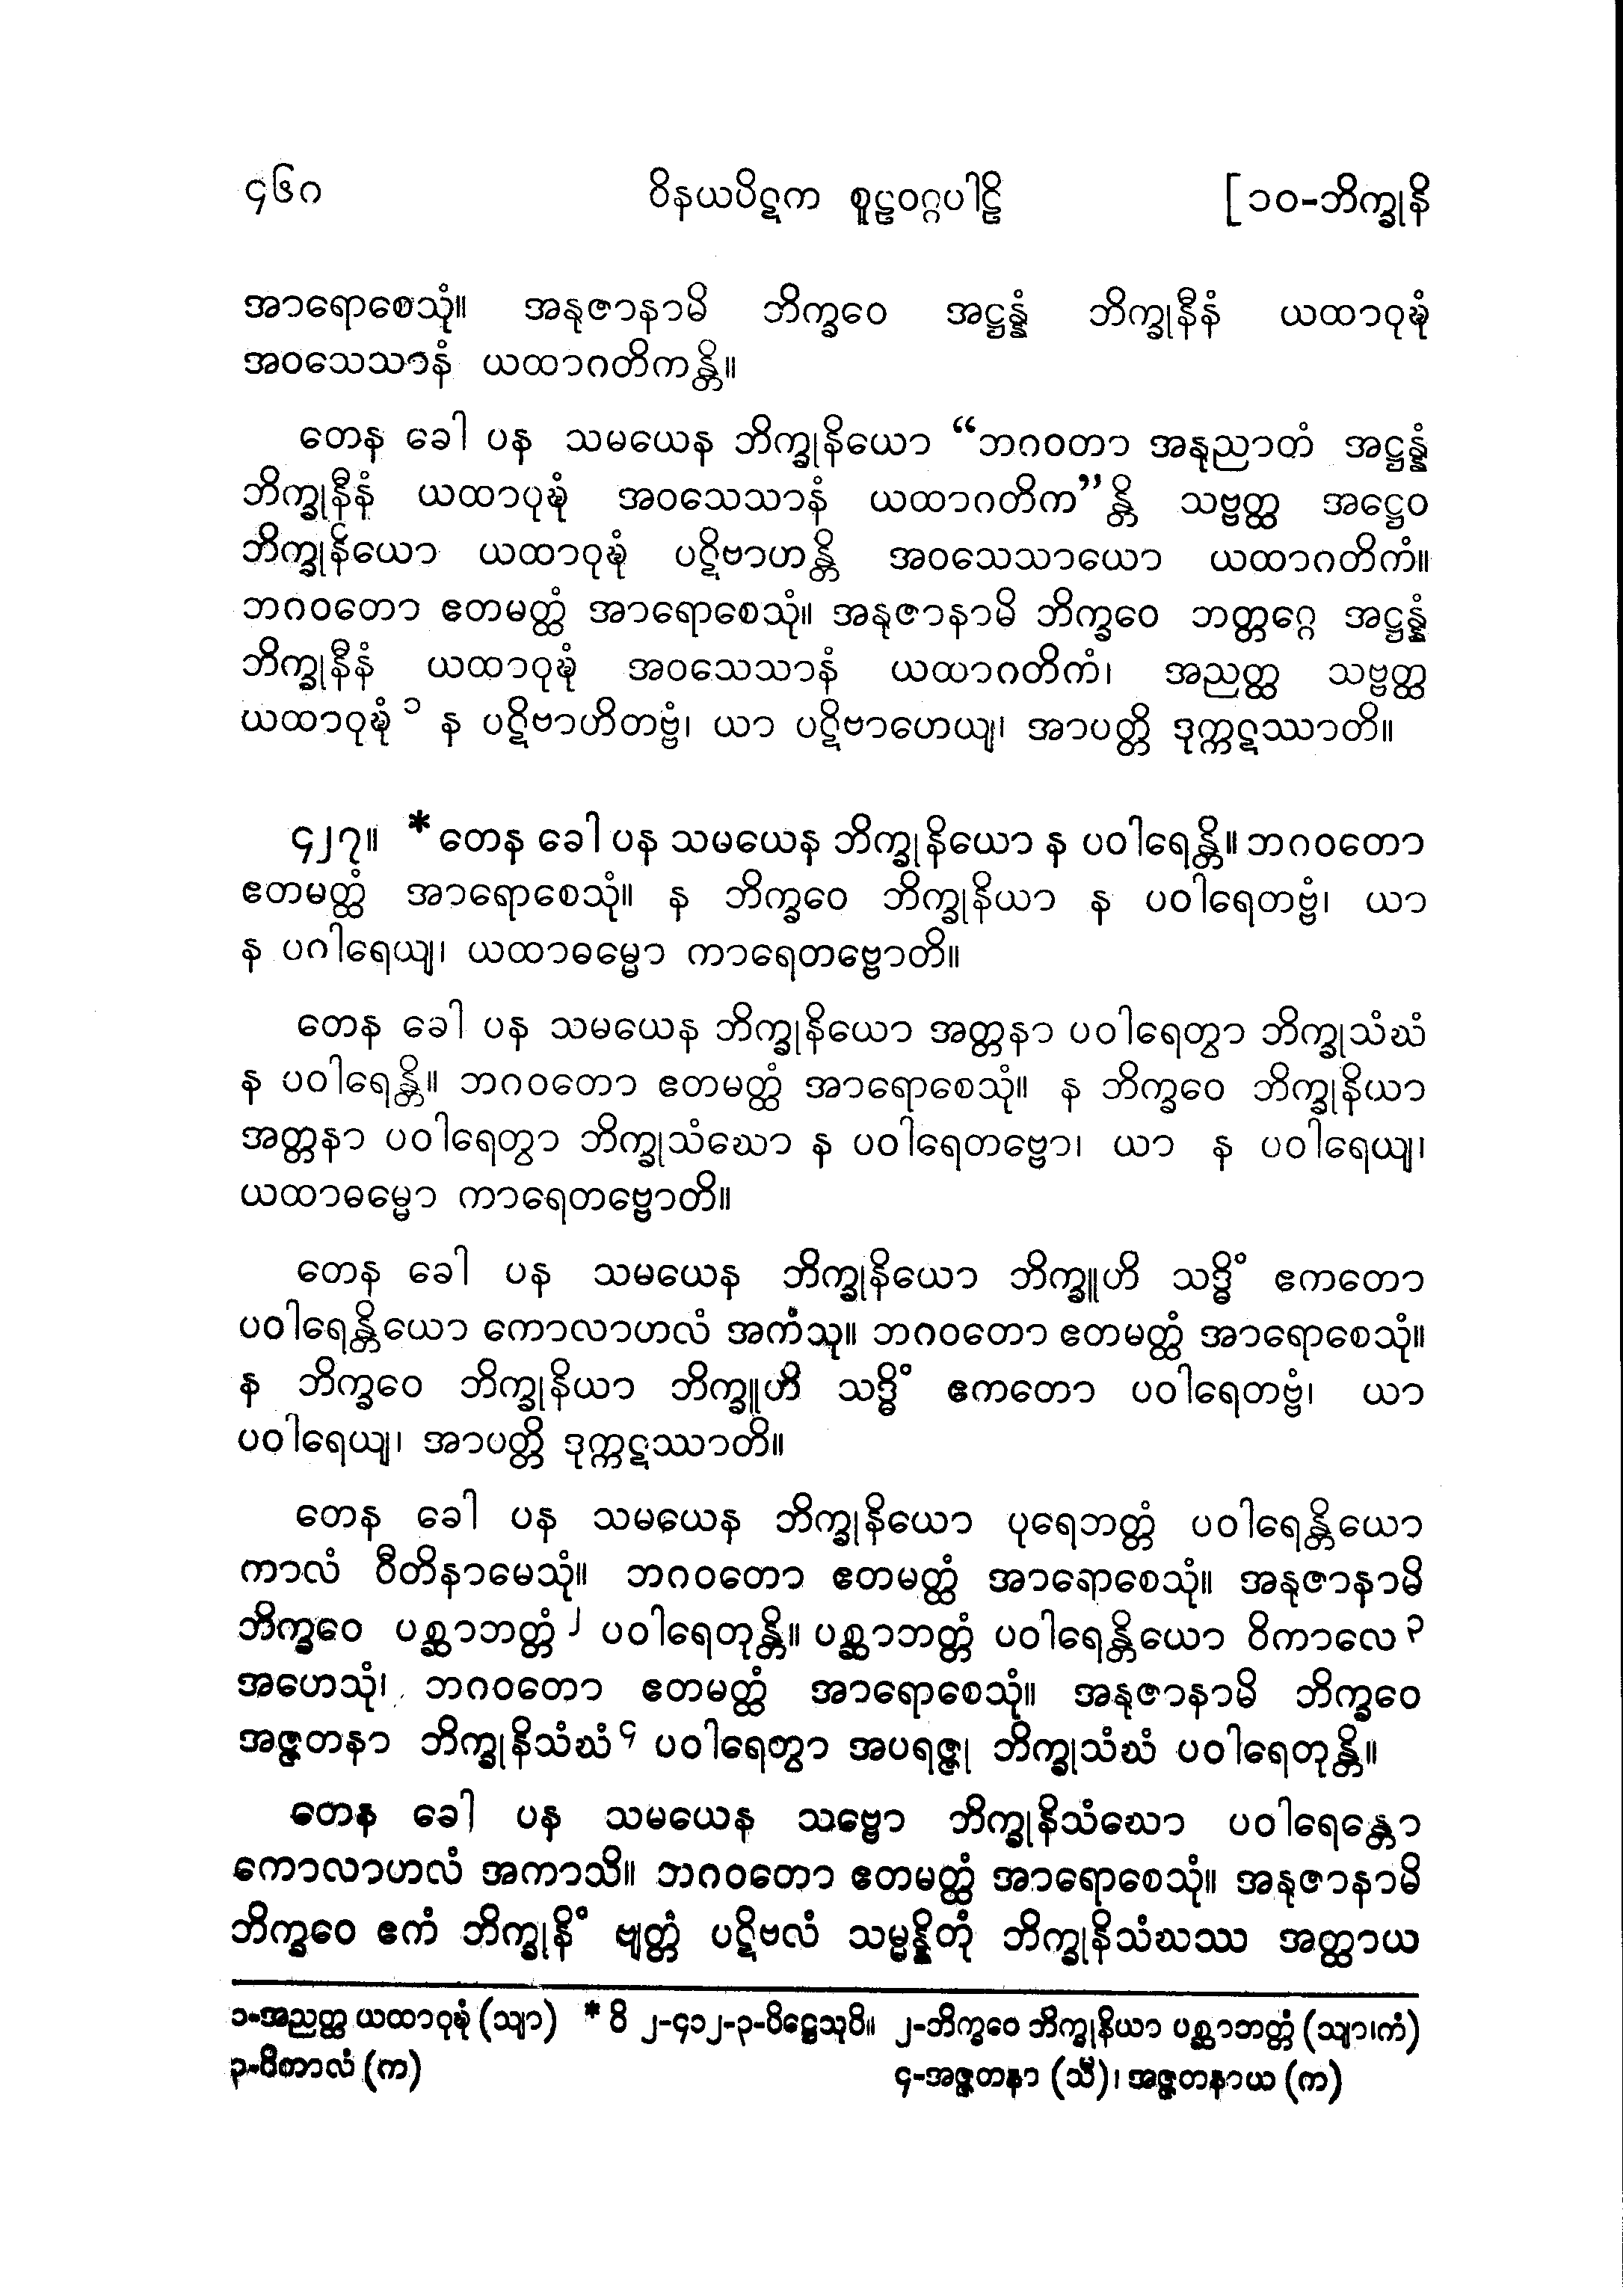 ၄၆၀ ဝိနယပိဋက စူဠဝဂ္ဂပါဠိ [၁၀-ဘိက္ခုနိ
အာရောစေသုံ။ အနုဇာနာမိ ဘိက္ခဝေ အဋ္ဌန္နံ ဘိက္ခုနီနံ ယထာဝုဍ္ဎံ
အဝသေသာနံ ယထာဂတိကန္တိ။
တေန ခေါ ပန သမယေန ဘိက္ခုနိယော “ဘဂဝတာ အနုညာတံ အဋ္ဌန္နံ
ဘိက္ခုနီနံ ယထာဝုဍ္ဎံ အဝသေသာနံ ယထာဂတိက”န္တိ သဗ္ဗတ္ထ အဋ္ဌေဝ
ဘိက္ခုနိယော ယထာဝုဍ္ဎံ ပဋိဗာဟန္တိ အဝသေသာယော ယထာဂတိကံ။
ဘဂဝတော ဧတမတ္ထံ အာရောစေသုံ။ အနုဇာနာမိ ဘိက္ခဝေ ဘတ္တဂ္ဂေ အဋ္ဌန္နံ
ဘိက္ခုနီနံ ယထာဝုဍ္ဎံ အဝသေသာနံ ယထာဂတိကံ၊ အညတ္ထ သဗ္ဗတ္ထ
ယထာဝုဍ္ဎံ ၁ န ပဋိဗာဟိတဗ္ဗံ၊ ယာ ပဋိဗာဟေယျ၊ အာပတ္တိ ဒုက္ကဋဿာတိ။
၄၂၇။ *တေန ခေါ ပန သမယေန ဘိက္ခုနိယော န ပဝါရေန္တိ။ ဘဂဝတော
ဧတမတ္ထံ အာရောစေသုံ။ န ဘိက္ခဝေ ဘိက္ခုနိယာ န ပဝါရေတဗ္ဗံ၊ ယာ
န ပဝါရေယျ၊ ယထာဓမ္မော ကာရေတဗ္ဗောတိ။
တေန ခေါ ပန သမယေန ဘိက္ခုနိယော အတ္တနာ ပဝါရေတွာ ဘိက္ခုသံဃံ
န ပဝါရေန္တိ။ ဘဂဝတော ဧတမတ္ထံ အာရောစေသုံ။ န ဘိက္ခဝေ ဘိက္ခုနိယာ
အတ္တနာ ပဝါရေတွာ ဘိက္ခုသံဃော န ပဝါရေတဗ္ဗော၊ ယာ န ပဝါရေယျ၊
ယထာဓမ္မော ကာရေတဗ္ဗောတိ။
တေန ခေါ ပန သမယေန ဘိက္ခုနိယော ဘိက္ခူဟိ သဒ္ဓိံ ဧကတော
ပဝါရေန္တိယော ကောလာဟလံ အကံသု။ ဘဂဝတော ဧတမတ္ထံ အာရောစေသုံ။
န ဘိက္ခဝေ ဘိက္ခုနိယာ ဘိက္ခူဟိ သဒ္ဓိံ ဧကတော ပဝါရေတဗ္ဗံ၊ ယာ
ပဝါရေယျ၊ အာပတ္တိ ဒုက္ကဋဿာတိ။
တေန ခေါ ပန သမယေန ဘိက္ခုနိယော ပုရေဘတ္တံ ပဝါရေန္တိယော
ကာလံ ဝီတိနာမေသုံ။ ဘဂဝတော ဧတမတ္ထံ အာရောစေသုံ။ အနုဇာနာမိ
ဘိက္ခဝေ ပစ္ဆာဘတ္တံ ၂ ပဝါရေတုန္တိ။ ပစ္ဆာဘတ္တံ ပဝါရေန္တိယော ဝိကာလေ ၃
အဟေသုံ၊ ဘဂဝတော ဧတမတ္ထံ အာရောစေသုံ။ အနုဇာနာမိ ဘိက္ခဝေ
အဇ္ဇတနာ ဘိက္ခုနိသံဃံ ၄ ပဝါရေတွာ အပရဇ္ဇု ဘိက္ခုသံဃံ ပဝါရေတုန္တိ။
တေန ခေါ ပန သမယေန သဗ္ဗော ဘိက္ခုနိသံဃော ပဝါရေန္တော
ကောလာဟလံ အကာသိ။ ဘဂဝတော ဧတမတ္ထံ အာရောစေသုံ။ အနုဇာနာမိ
ဘိက္ခဝေ ဧကံ ဘိက္ခုနိံ ဗျတ္တံ ပဋိဗလံ သမ္မန္နိတုံ ဘိက္ခုနိသံဃဿ အတ္ထာယ
၁-အညတ္ထ ယထာဝုဍ္ဎံ (သျာ) * ဝိ ၂-၄၁၂-၃-ပိဋ္ဌေသုပိ။ ၂-ဘိက္ခဝေ ဘိက္ခုနိယာ ပစ္ဆာဘတ္တံ (သျာ၊ကံ)
၃-ဝိကာလံ (က) ၄-အဇ္ဇတနာ (သီ)၊ အဇ္ဇတနာယ (က)